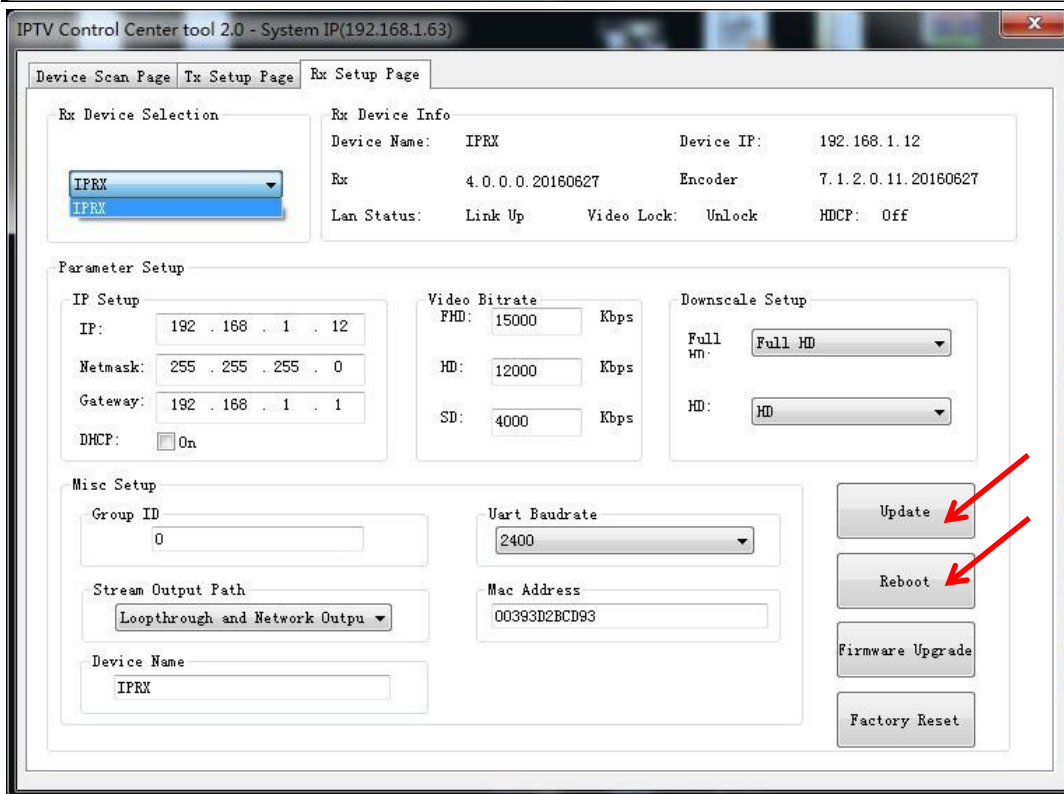 IPTV Control Center tool 2.0 - System IP(192.168.1.63)
Device Scan Page Tx Setup Page Rx Setup Page
Rx Device Selection
IPRX
IPRX
Rx Device Info
Device Name: IPRX Device IP: 192.168.1.12
Rx 4.0.0.0.20160627 Encoder 7.1.2.0.11.20160627
Lan Status: Link Up Video Lock: Unlock HDCP: Off
Parameter Setup
IP Setup
IP: 192 . 168 . 1 . 12
Netmask: 255 . 255 . 255 . 0
Gateway: 192 . 168 . 1 . 1
DHCP: On
Video Bitrate
FHD: 15000 Kbps
HD: 12000 Kbps
SD: 4000 Kbps
Downscale Setup
Full
Full HD
HD: HD
Misc Setup
Group ID
0
Uart Baudrate
2400
Stream Output Path
Loopthrough and Network Outpu
Mac Address
00393D2BCD93
Device Name
IPRX
Update
Reboot
Firmware Upgrade
Factory Reset